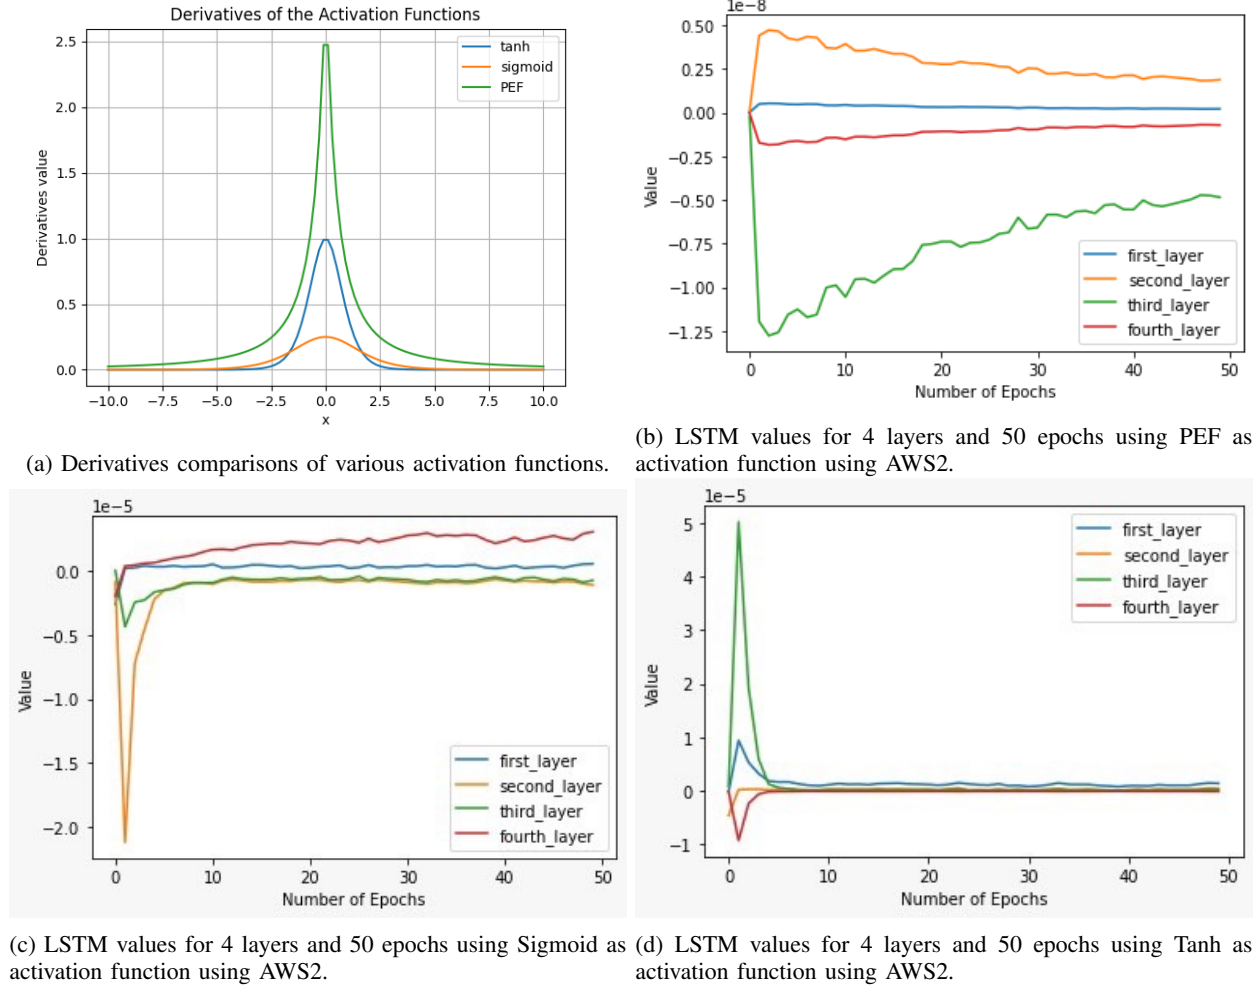 Derivatives of the Activation Functions
2.5
2.0
1.5
1.0
0.5
0.0
Derivatives value
tanh
sigmoid
PEF
−10.0 −7.5 −5.0 −2.5 0.0 2.5 5.0 7.5 10.0
x
(a) Derivatives comparisons of various activation functions.
1e−8
0.50
0.25
0.00
−0.25
−0.50
−0.75
−1.00
−1.25
Value
first_layer
second_layer
third_layer
fourth_layer
0 10 20 30 40 50
Number of Epochs
(b) LSTM values for 4 layers and 50 epochs using PEF as
activation function using AWS2.
1e−5
0.0
−0.5
−1.0
−1.5
−2.0
Value
first_layer
second_layer
third_layer
fourth_layer
0 10 20 30 40 50
Number of Epochs
(c) LSTM values for 4 layers and 50 epochs using Sigmoid as
activation function using AWS2.
1e−5
5
4
3
2
1
0
−1
Value
first_layer
second_layer
third_layer
fourth_layer
0 10 20 30 40 50
Number of Epochs
(d) LSTM values for 4 layers and 50 epochs using Tanh as
activation function using AWS2.